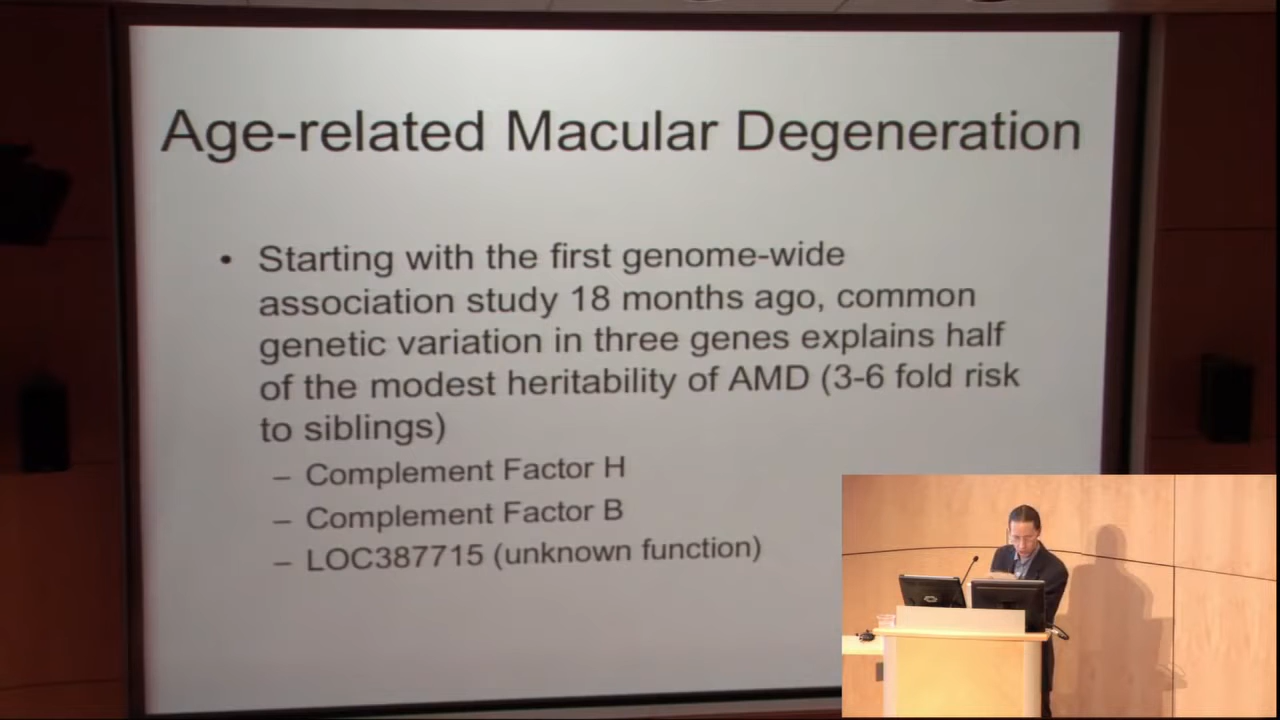 Age-related Macular Degeneration
• Starting with the first genome-wide
association study 18 months ago, common
genetic variation in three genes explains half
of the modest heritability of AMD (3-6 fold risk
to siblings)
– Complement Factor H
– Complement Factor B
– LOC387715 (unknown function)